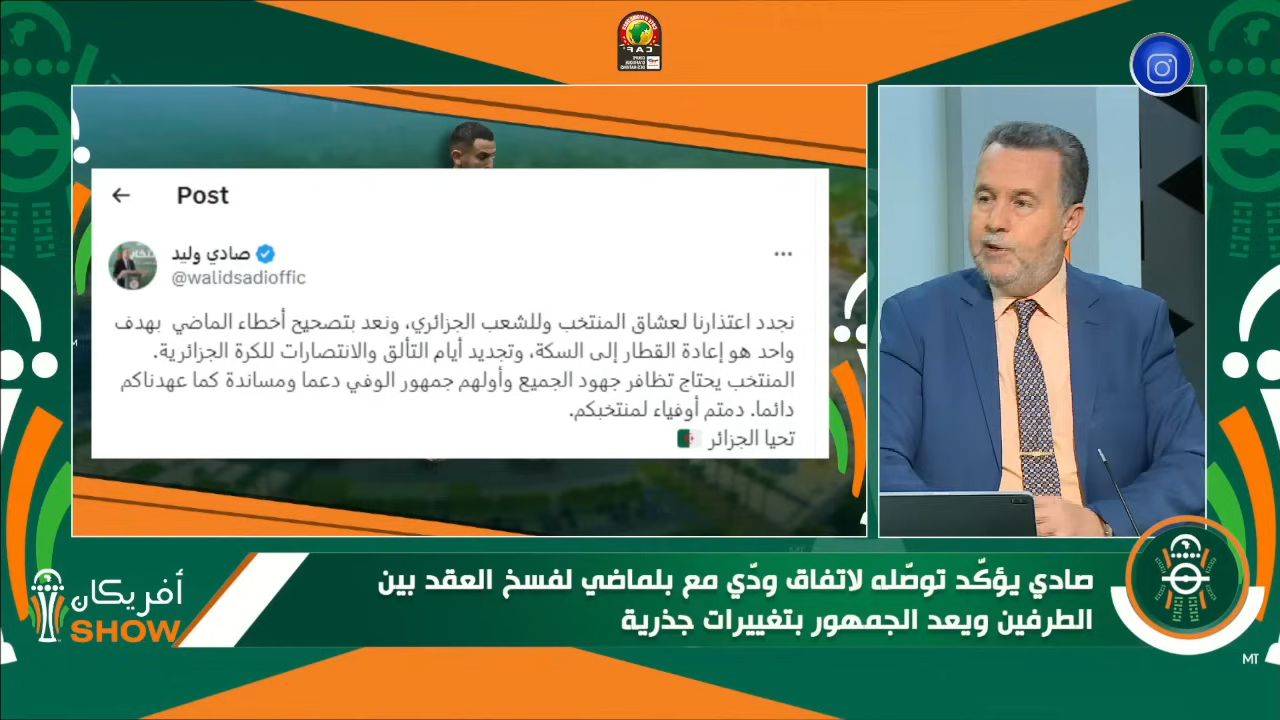 Post
صادي وليد
@walidsadioffic
نجدد اعتذارنا لعشاق المنتخب وللشعب الجزائري، ونعد بتصحيح أخطاء الماضي بهدف
واحد هو إعادة القطار إلى السكة، وتجديد أيام التألق والانتصارات للكرة الجزائرية.
المنتخب يحتاج تظافر جهود الجميع وأولهم جمهور الوفي دعما ومساندة كما عهدناكم
دائما. دمتم أوفياء لمنتخبكم.
تحيا الجزائر 🇩🇿
صادي يؤكّد توصّله لاتفاق ودّي مع بلماضي لفسخ العقد بين
الطرفين ويعد الجمهور بتغييرات جذرية
أفريكان
SHOW
MT